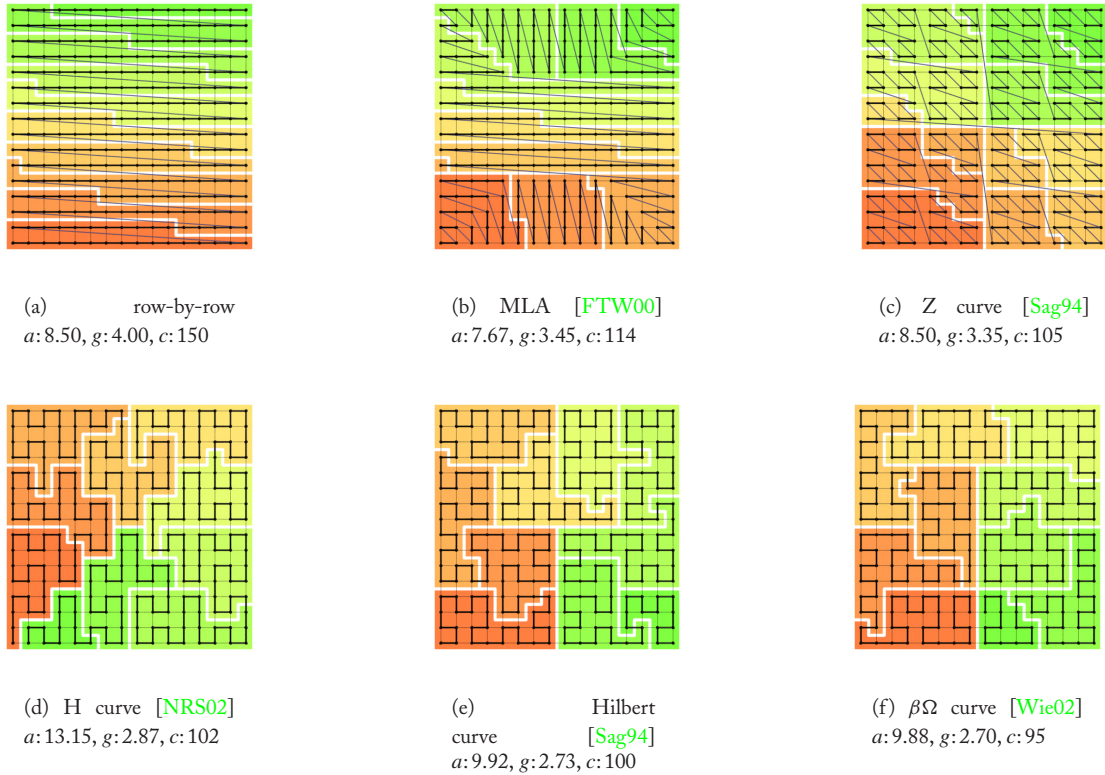 (a) row-by-row
a: 8.50, g: 4.00, c: 150
(b) MLA [FTW00]
a: 7.67, g: 3.45, c: 114
(c) Z curve [Sag94]
a: 8.50, g: 3.35, c: 105
(d) H curve [NRS02]
a: 13.15, g: 2.87, c: 102
(e) Hilbert
curve [Sag94]
a: 9.92, g: 2.73, c: 100
(f) βΩ curve [Wie02]
a: 9.88, g: 2.70, c: 95